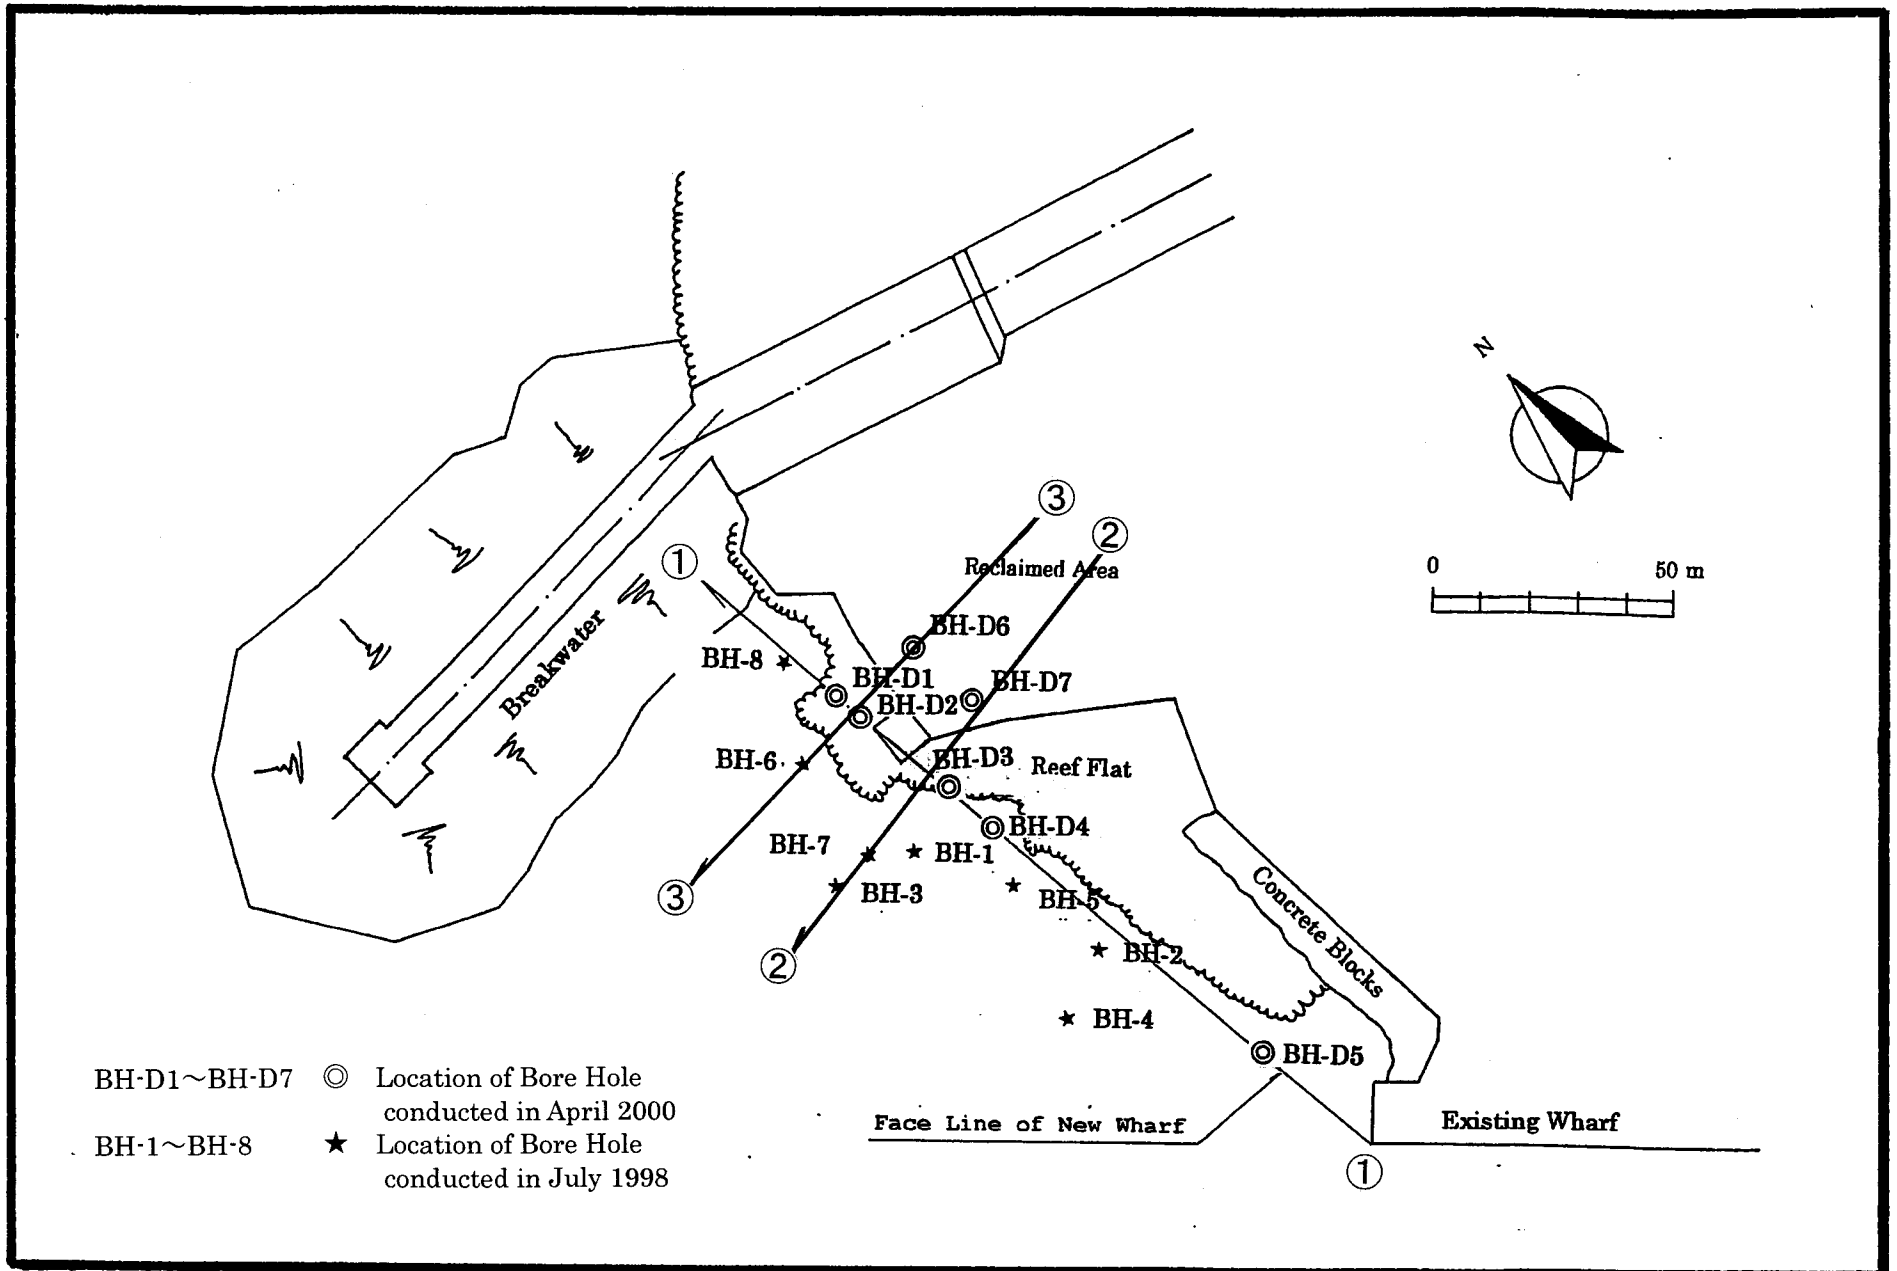 N
③
②
①
Reclaimed Area
0 50 m
BH-D6
BH-8
BH-D1
BH-D7
BH-D2
Breakwater
BH-6
BH-D3
Reef Flat
BH-D4
BH-7
BH-1
BH-3
BH-5
③
②
BH-2
Concrete Blocks
BH-4
BH-D5
BH-D1~BH-D7 ◎ Location of Bore Hole
conducted in April 2000
BH-1~BH-8 ★ Location of Bore Hole
conducted in July 1998
Face Line of New Wharf
Existing Wharf
①